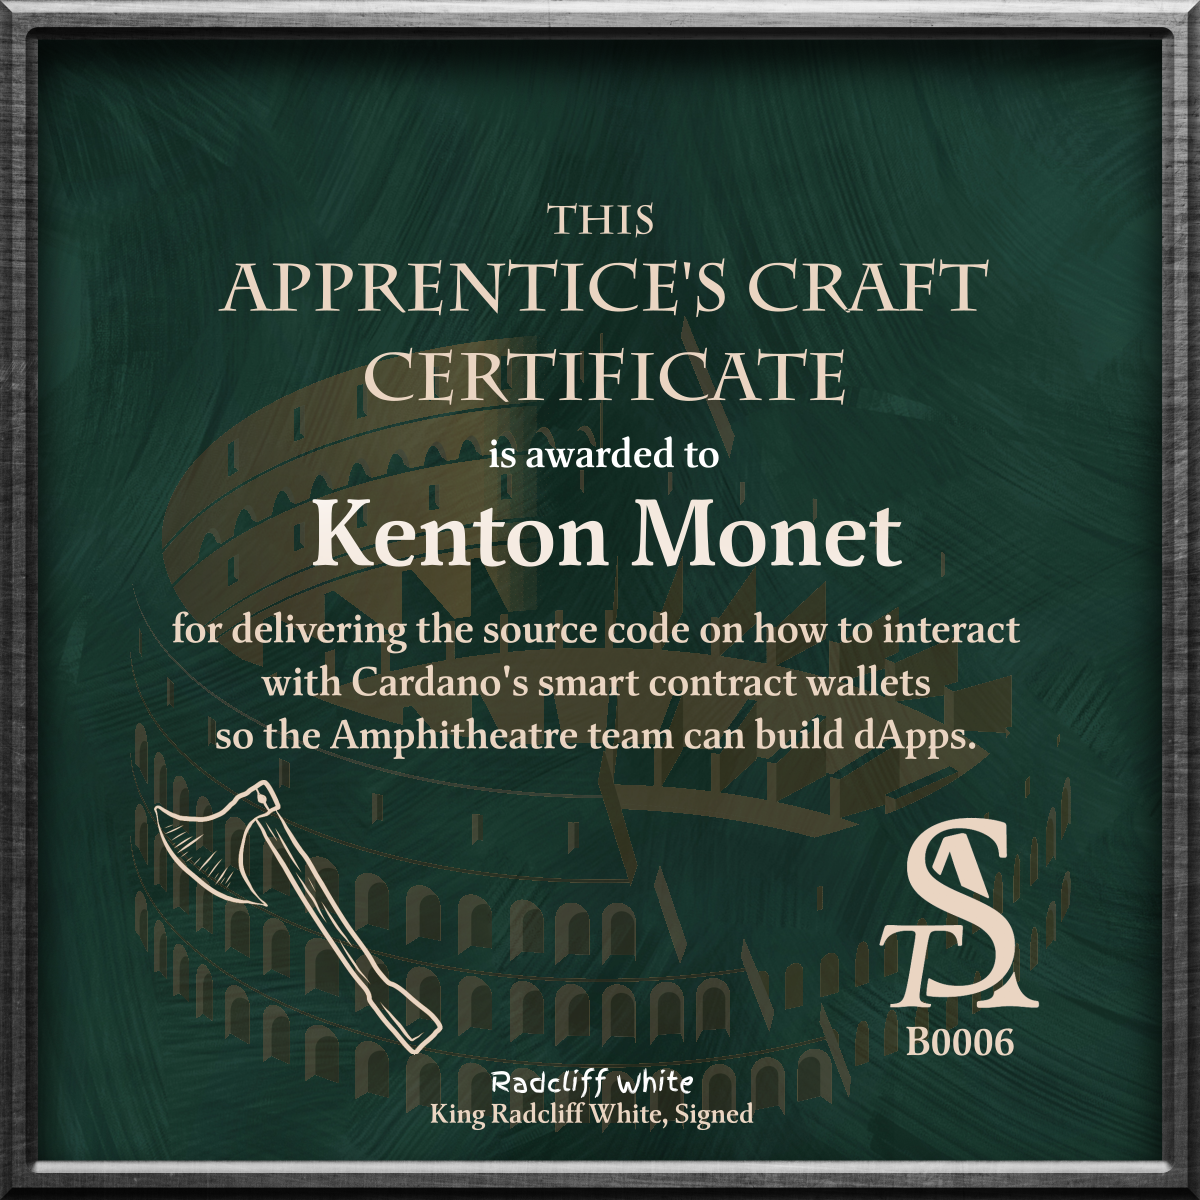 THIS
APPRENTICE'S CRAFT
CERTIFICATE
is awarded to
Kenton Monet
for delivering the source code on how to interact
with Cardano's smart contract wallets
so the Amphitheatre team can build dApps.
TSA
B0006
Radcliff White
King Radcliff White, Signed